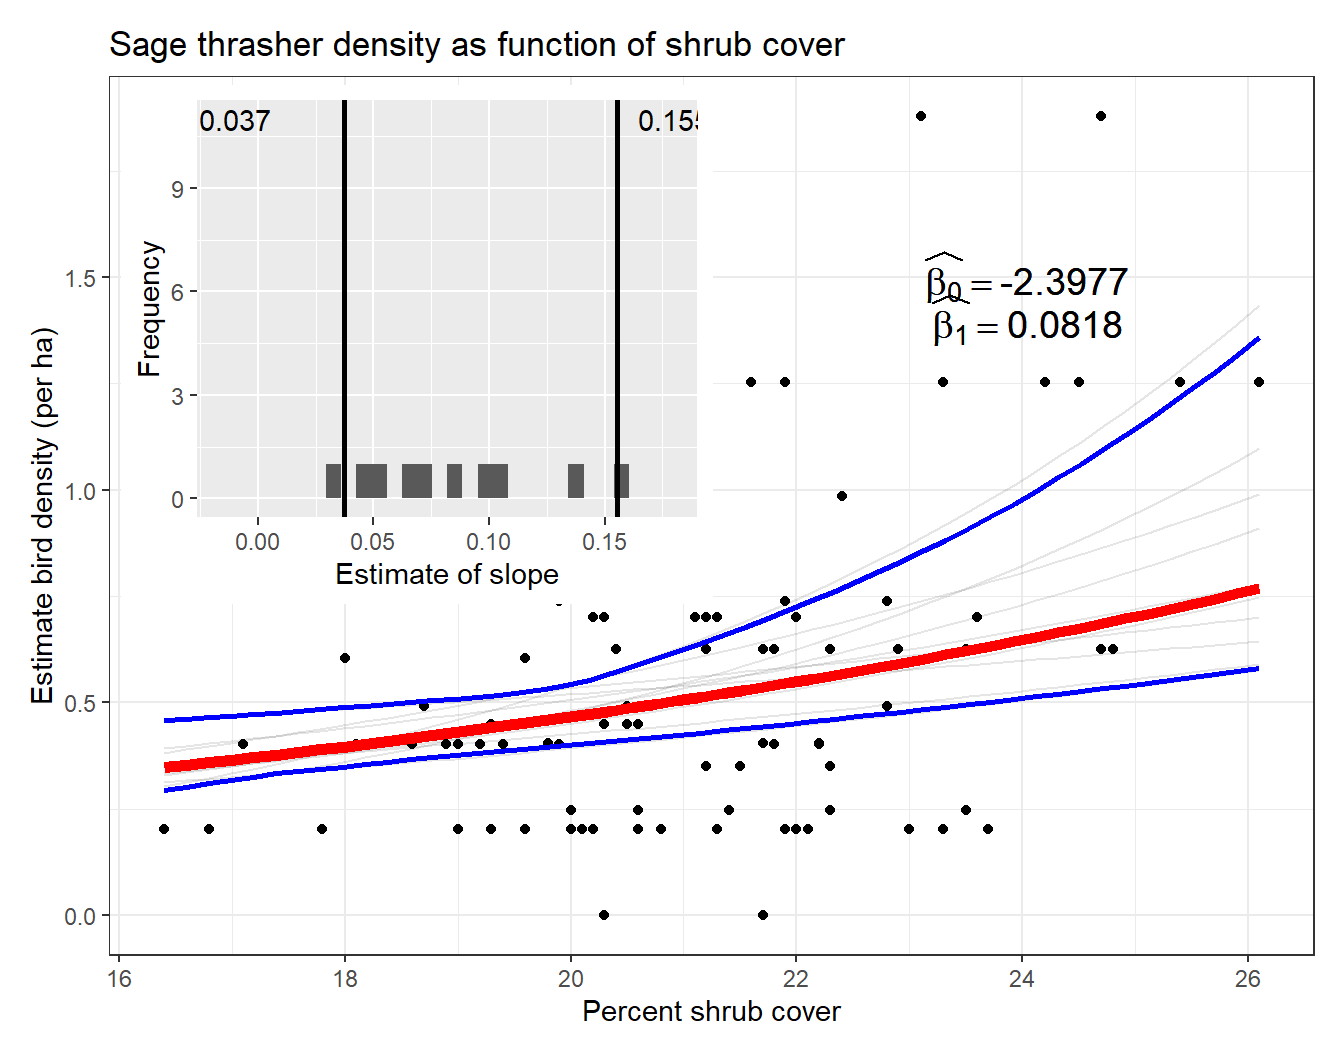 Sage thrasher density as function of shrub cover
0.037
0.155
9
6
3
0
Frequency
0.00 0.05 0.10 0.15
Estimate of slope
β̂₀ = -2.3977
β̂₁ = 0.0818
1.5
1.0
0.5
0.0
Estimate bird density (per ha)
16 18 20 22 24 26
Percent shrub cover